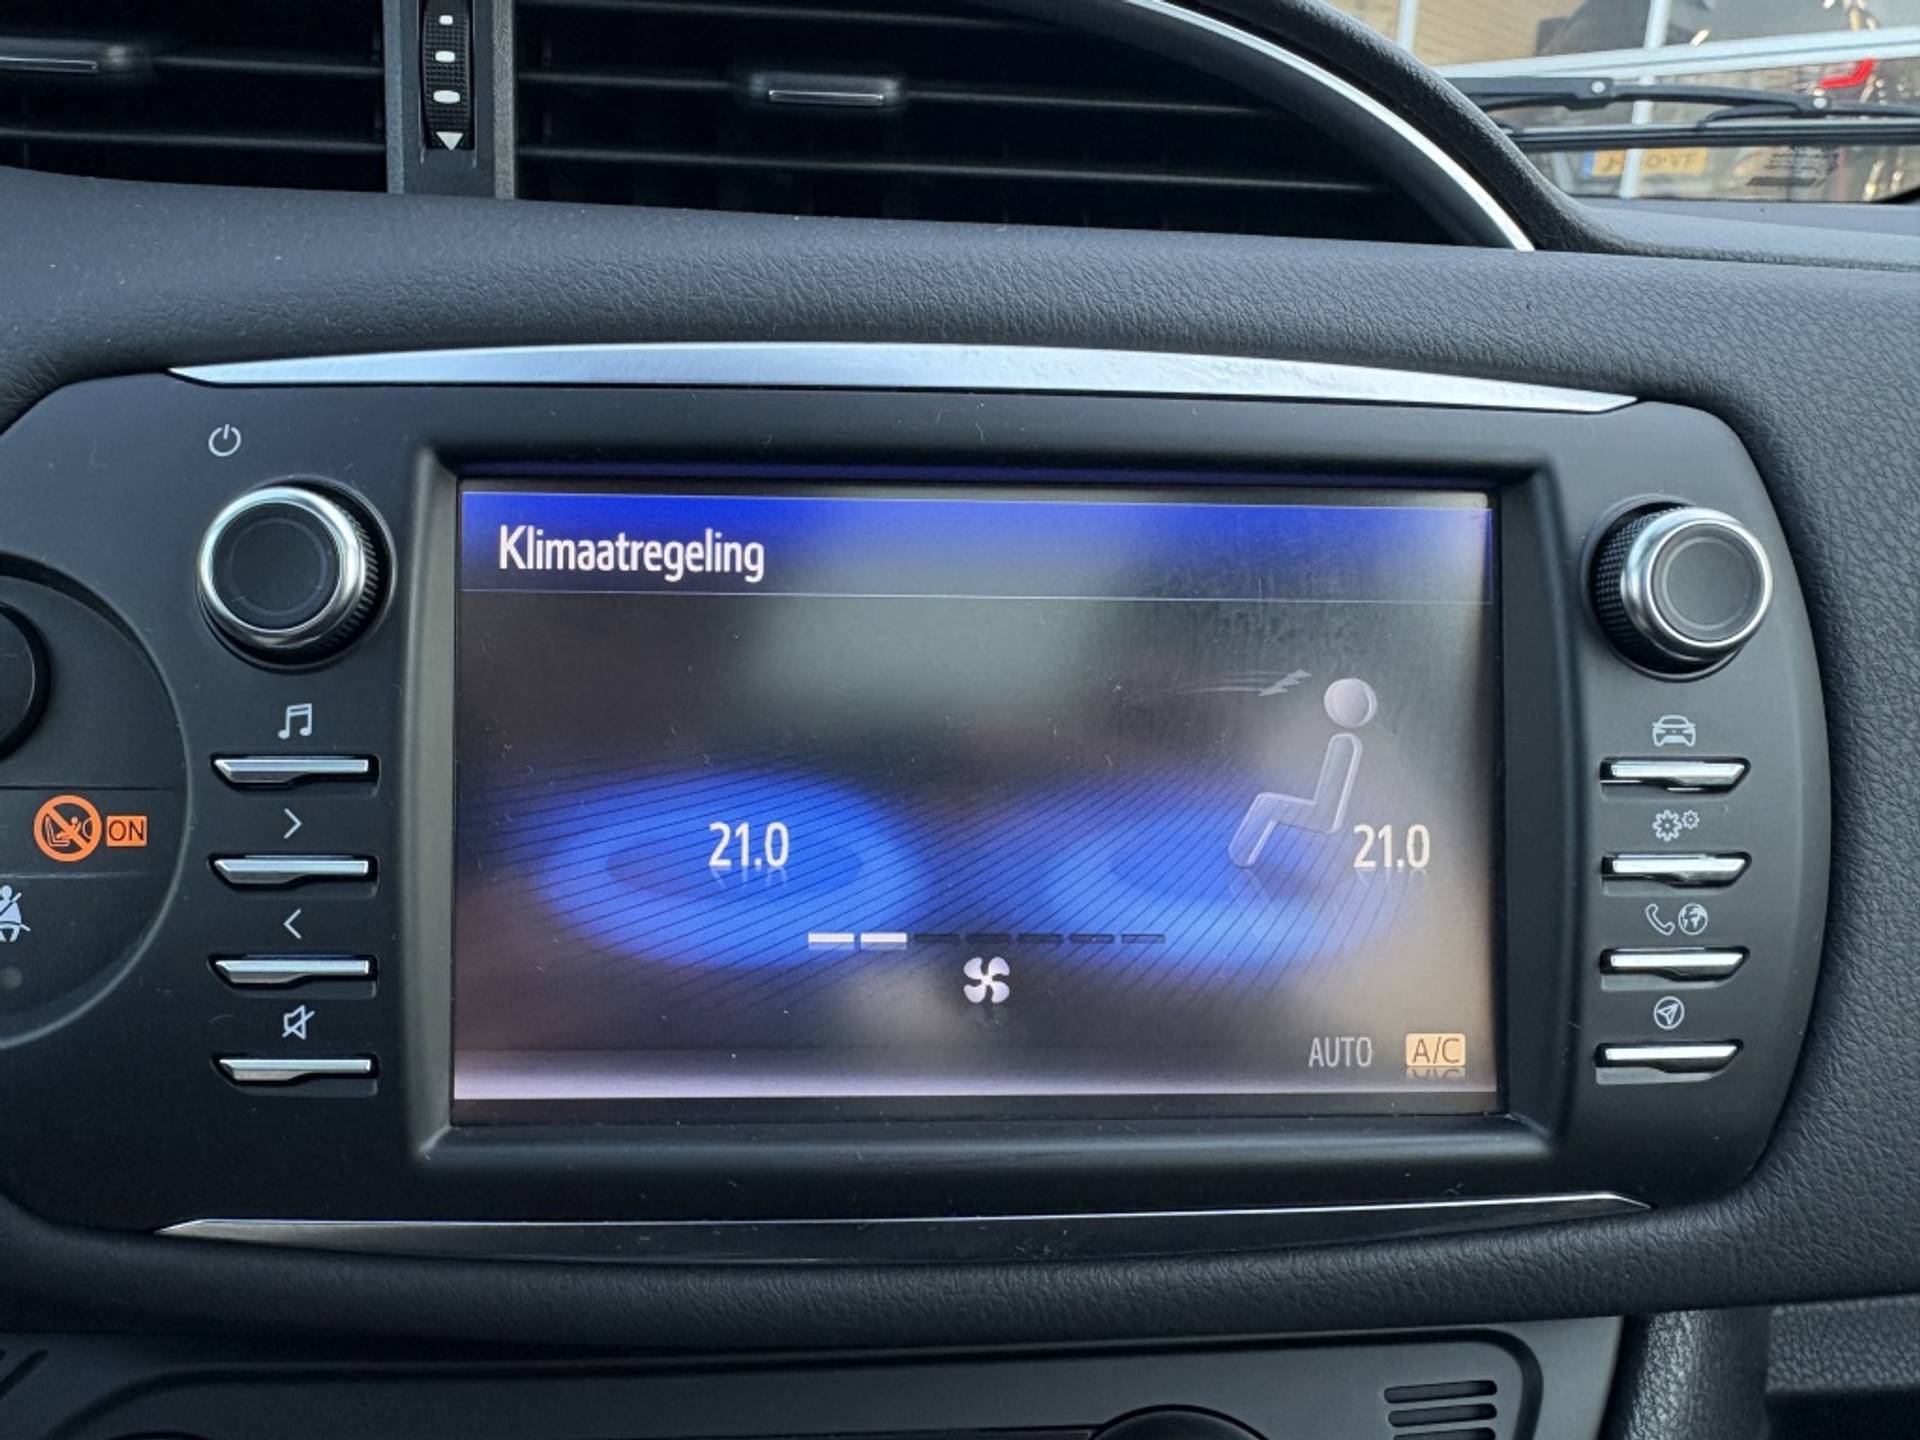 Klimaatregeling
21.0
21.0
ON
AUTO
A/C